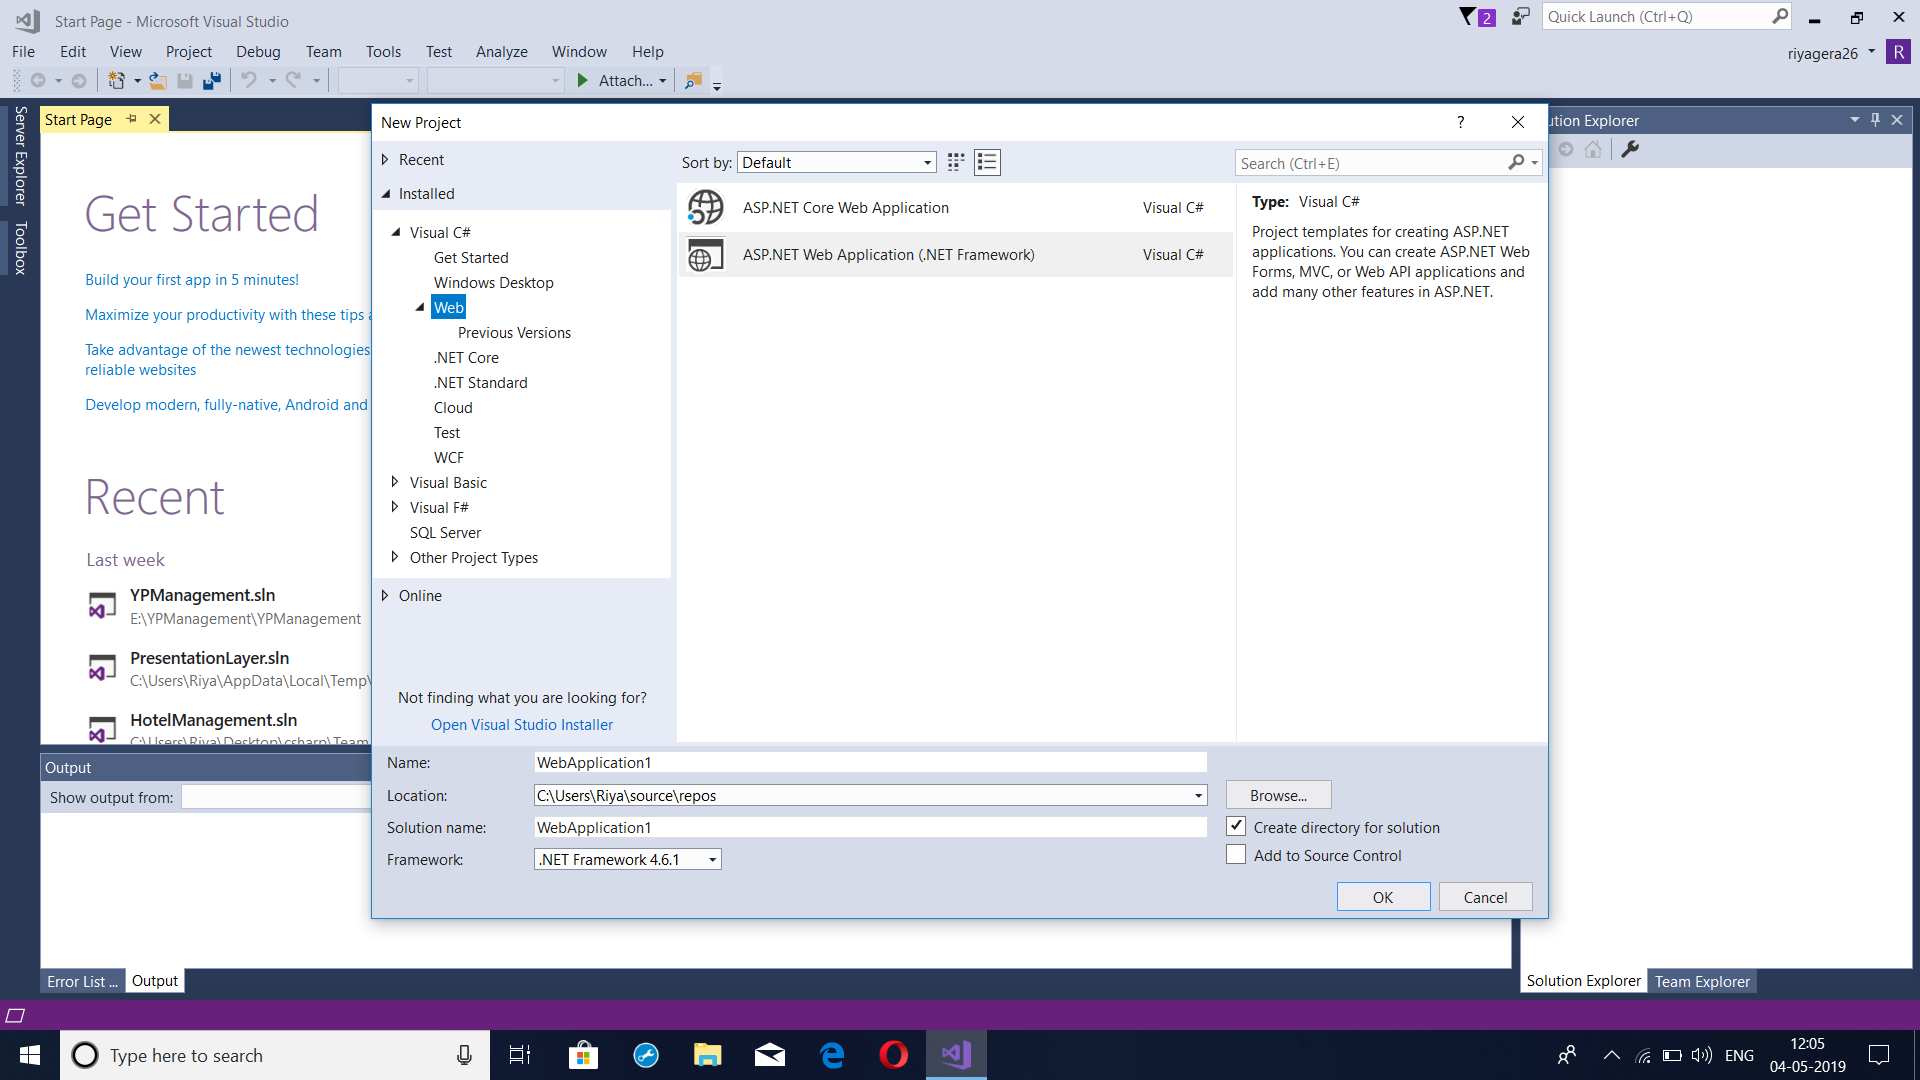 Start Page - Microsoft Visual Studio
2
Quick Launch (Ctrl+Q)
File Edit View Project Debug Team Tools Test Analyze Window Help
riyagera26 R
Attach...
Server Explorer
Toolbox
Start Page
Get Started
Build your first app in 5 minutes!
Maximize your productivity with these tips
Take advantage of the newest technologies
reliable websites
Develop modern, fully-native, Android and
Recent
Last week
YPManagement.sln
E:\YPManagement\YPManagement
PresentationLayer.sln
C:\Users\Riya\AppData\Local\Temp\
HotelManagement.sln
C:\Users\Riya\Desktop\csharp\Team
New Project
?
Recent
Installed
Visual C#
Get Started
Windows Desktop
Web
Previous Versions
.NET Core
.NET Standard
Cloud
Test
WCF
Visual Basic
Visual F#
SQL Server
Other Project Types
Online
Not finding what you are looking for?
Open Visual Studio Installer
Sort by: Default
Search (Ctrl+E)
ASP.NET Core Web Application Visual C#
ASP.NET Web Application (.NET Framework) Visual C#
Type: Visual C#
Project templates for creating ASP.NET
applications. You can create ASP.NET Web
Forms, MVC, or Web API applications and
add many other features in ASP.NET.
Name: WebApplication1
Location: C:\Users\Riya\source\repos Browse...
Solution name: WebApplication1 Create directory for solution
Framework: .NET Framework 4.6.1 Add to Source Control
OK Cancel
ution Explorer
Output
Show output from:
Error List ... Output
Solution Explorer Team Explorer
Type here to search
ENG
12:05
04-05-2019